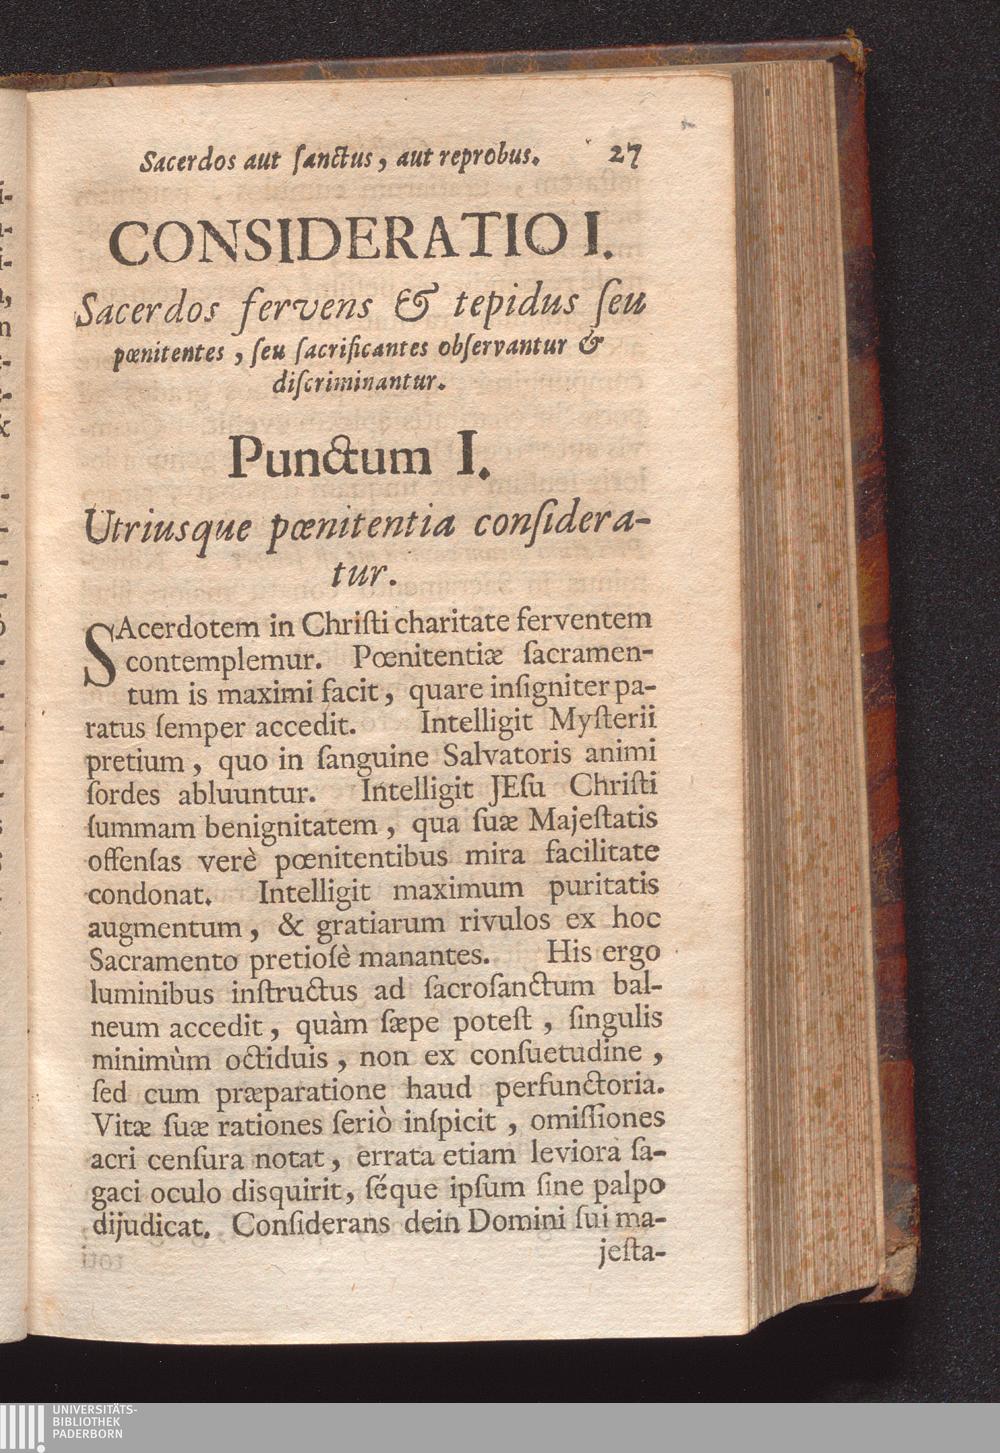 Sacerdos aut ſanctus, aut reprobus. 27
CONSIDERATIO I.
Sacerdos fervens & tepidus ſeu
pœnitentes, ſeu ſacrificantes obſervantur &
diſcriminantur.
Punctum I.
Utriusque pœnitentia conſidera-
tur.
SAcerdotem in Chriſti charitate ferventem
contemplemur. Pœnitentiæ ſacramen-
tum is maximi facit, quare inſigniter pa-
ratus ſemper accedit. Intelligit Myſterii
pretium, quo in ſanguine Salvatoris animi
ſordes abluuntur. Intelligit JEſu Chriſti
ſummam benignitatem, qua ſuæ Majeſtatis
offenſas verè pœnitentibus mira facilitate
condonat. Intelligit maximum puritatis
augmentum, & gratiarum rivulos ex hoc
Sacramento pretioſè manantes. His ergo
luminibus inſtructus ad ſacroſanctum bal-
neum accedit, quàm ſæpe poteſt, ſingulis
minimùm octiduis, non ex conſuetudine,
ſed cum præparatione haud perfunctoria.
Vitæ ſuæ rationes ſeriò inſpicit, omiſſiones
acri cenſura notat, errata etiam leviora ſa-
gaci oculo disquirit, ſéque ipſum ſine palpo
dijudicat. Conſiderans dein Domini ſui ma-
jeſta-
UNIVERSITÄTS-
BIBLIOTHEK
PADERBORN